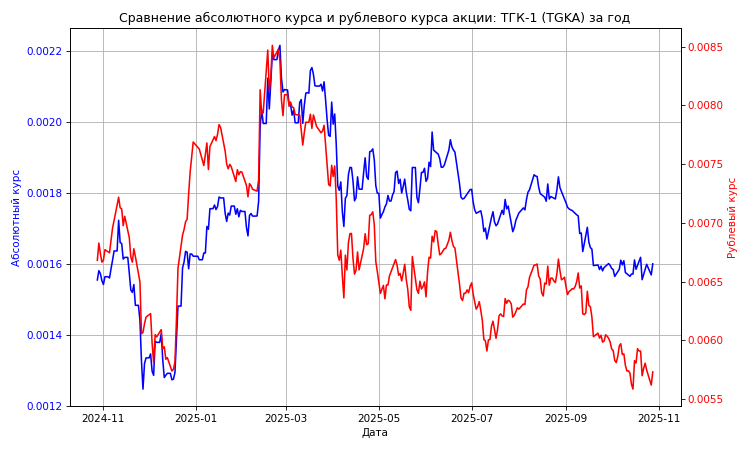 Сравнение абсолютного курса и рублевого курса акции: ТГК-1 (TGKA) за год
0.0022
0.0020
0.0018
0.0016
0.0014
0.0012
Абсолютный курс
0.0085
0.0080
0.0075
0.0070
0.0065
0.0060
0.0055
Рублевый курс
2024-11 2025-01 2025-03 2025-05 2025-07 2025-09 2025-11
Дата